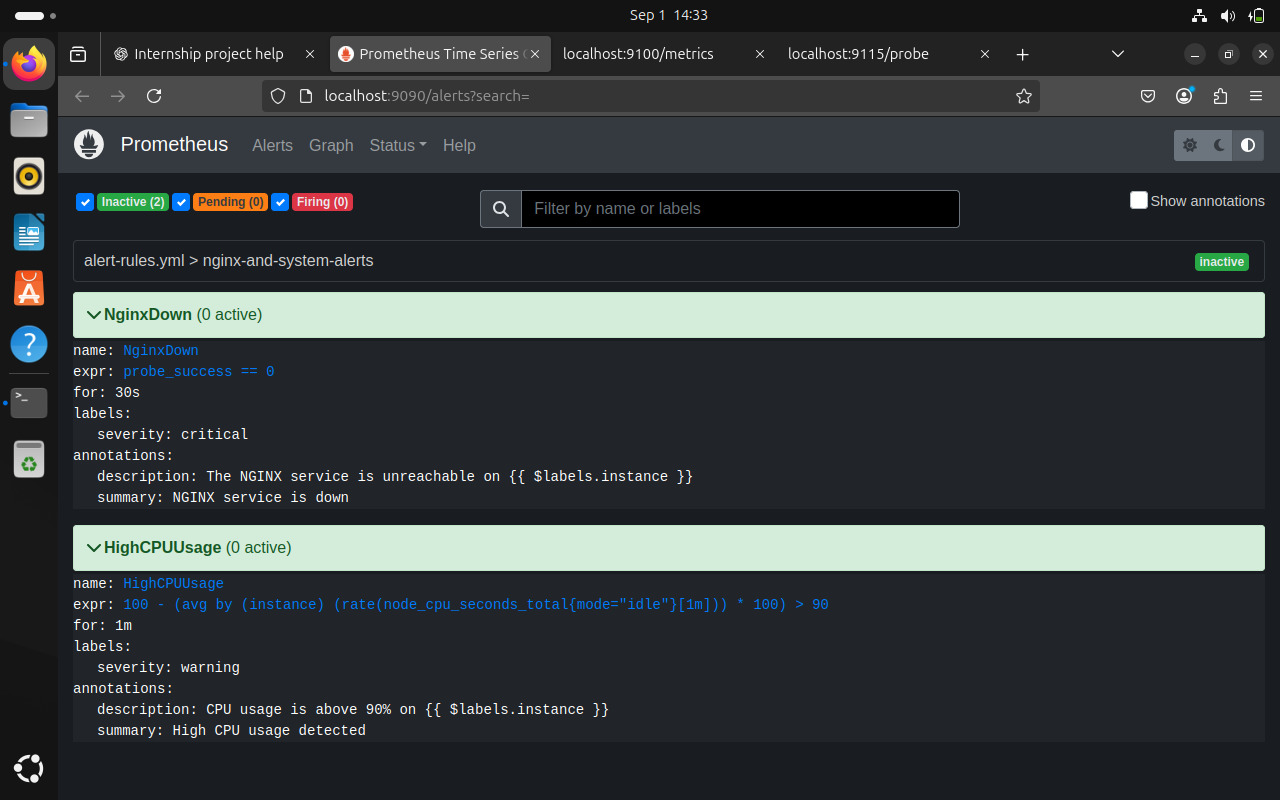 Sep 1 14:33
Internship project help
Prometheus Time Series
localhost:9100/metrics
localhost:9115/probe
localhost:9090/alerts?search=
Prometheus Alerts Graph Status Help
Inactive (2) Pending (0) Firing (0)
Filter by name or labels
Show annotations
alert-rules.yml > nginx-and-system-alerts
inactive
NginxDown (0 active)
name: NginxDown
expr: probe_success == 0
for: 30s
labels:
severity: critical
annotations:
description: The NGINX service is unreachable on {{ $labels.instance }}
summary: NGINX service is down
HighCPUUsage (0 active)
name: HighCPUUsage
expr: 100 - (avg by (instance) (rate(node_cpu_seconds_total{mode="idle"}[1m])) * 100) > 90
for: 1m
labels:
severity: warning
annotations:
description: CPU usage is above 90% on {{ $labels.instance }}
summary: High CPU usage detected